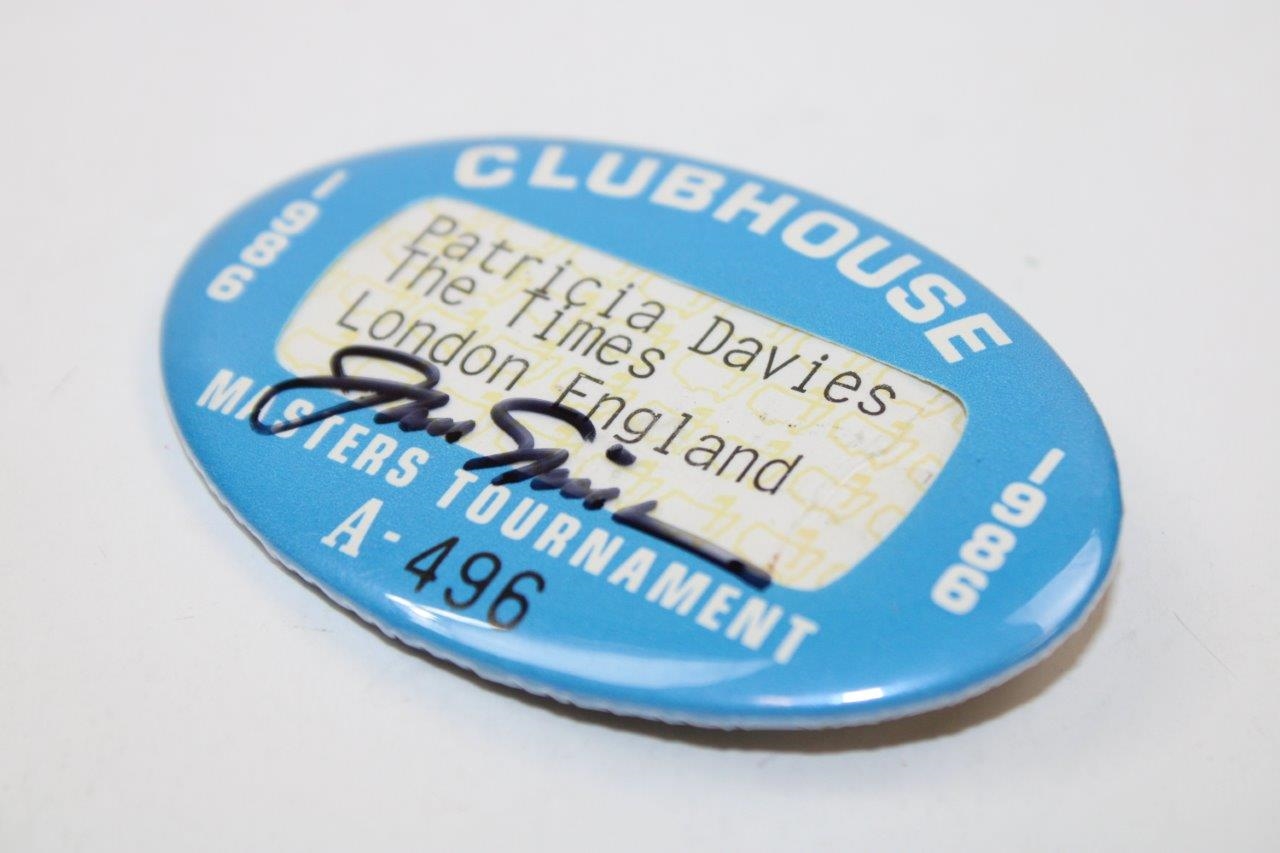 CLUBHOUSE
1986
Patricia Davies
The Times
London England
1986
MASTERS TOURNAMENT
A-496